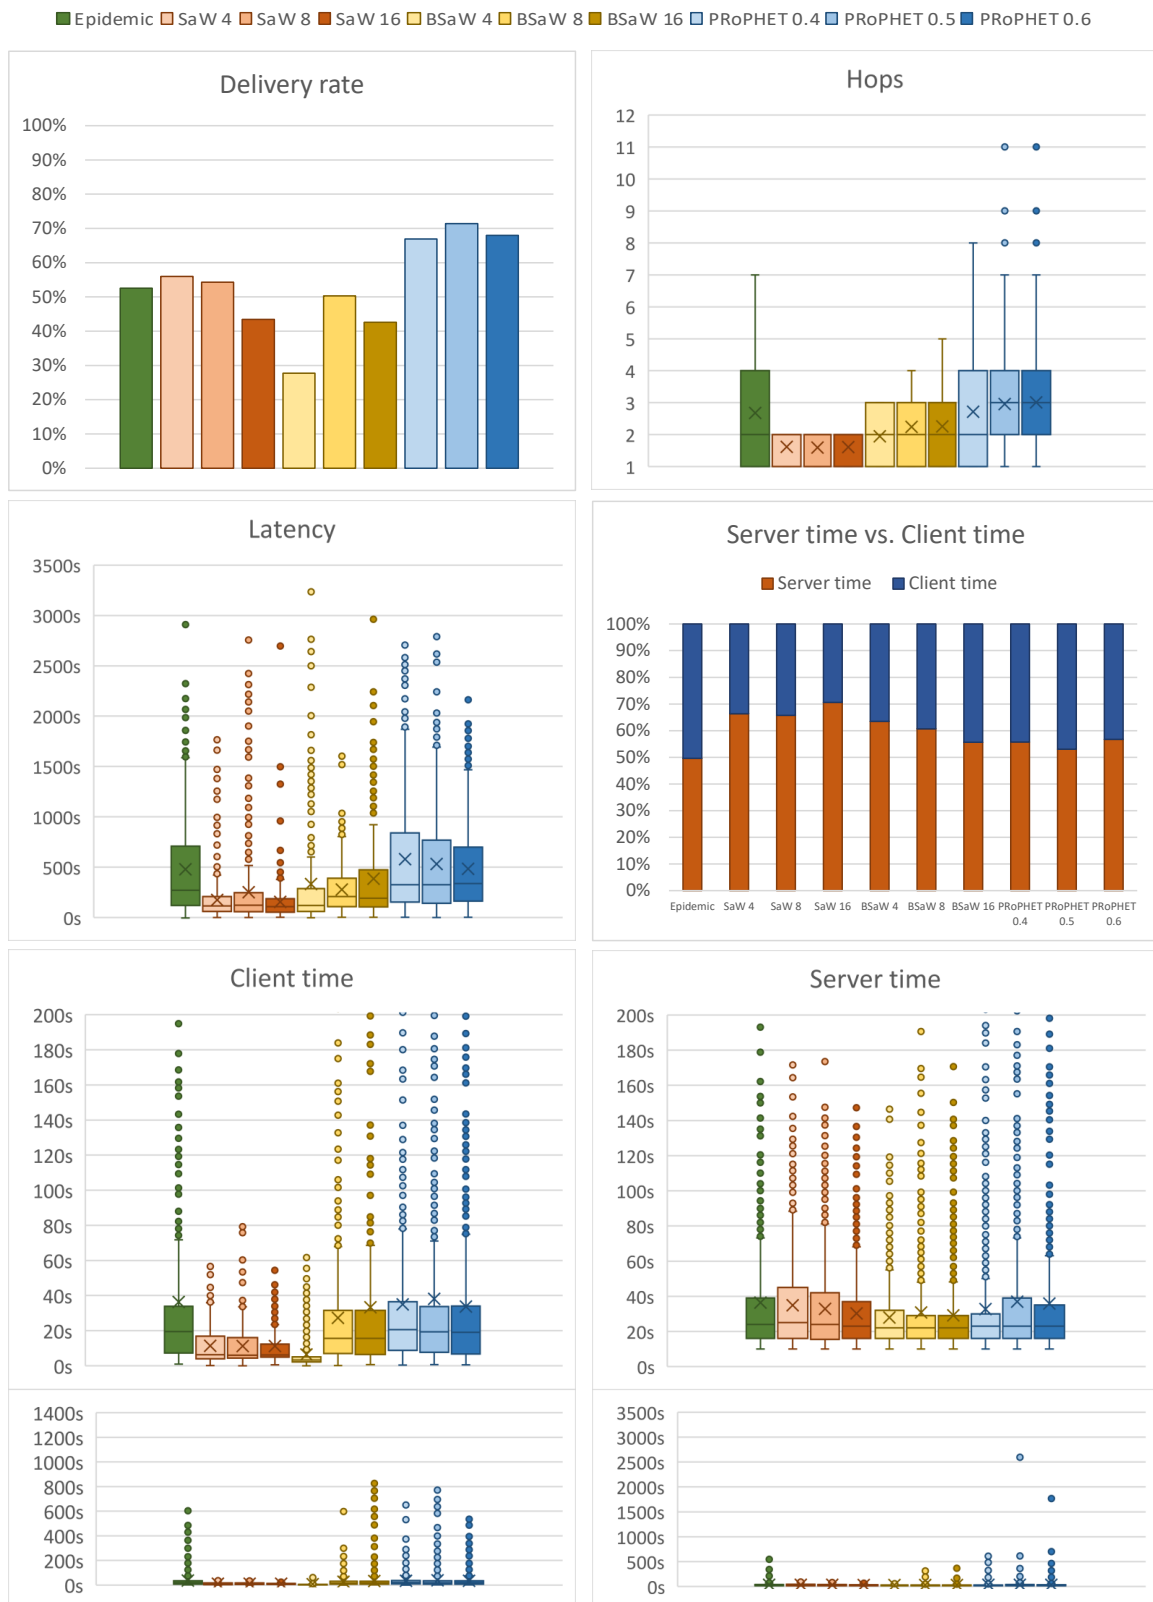 Epidemic SaW 4 SaW 8 SaW 16 BSaW 4 BSaW 8 BSaW 16 PRoPHET 0.4 PRoPHET 0.5 PRoPHET 0.6
Delivery rate
100%
90%
80%
70%
60%
50%
40%
30%
20%
10%
0%
Hops
12
11
10
9
8
7
6
5
4
3
2
1
Latency
3500s
3000s
2500s
2000s
1500s
1000s
500s
0s
Server time vs. Client time
Server time Client time
100%
90%
80%
70%
60%
50%
40%
30%
20%
10%
0%
Epidemic SaW 4 SaW 8 SaW 16 BSaW 4 BSaW 8 BSaW 16 PRoPHET PRoPHET PRoPHET
0.4 0.5 0.6
Client time
200s
180s
160s
140s
120s
100s
80s
60s
40s
20s
0s
1400s
1200s
1000s
800s
600s
400s
200s
0s
Server time
200s
180s
160s
140s
120s
100s
80s
60s
40s
20s
0s
3500s
3000s
2500s
2000s
1500s
1000s
500s
0s